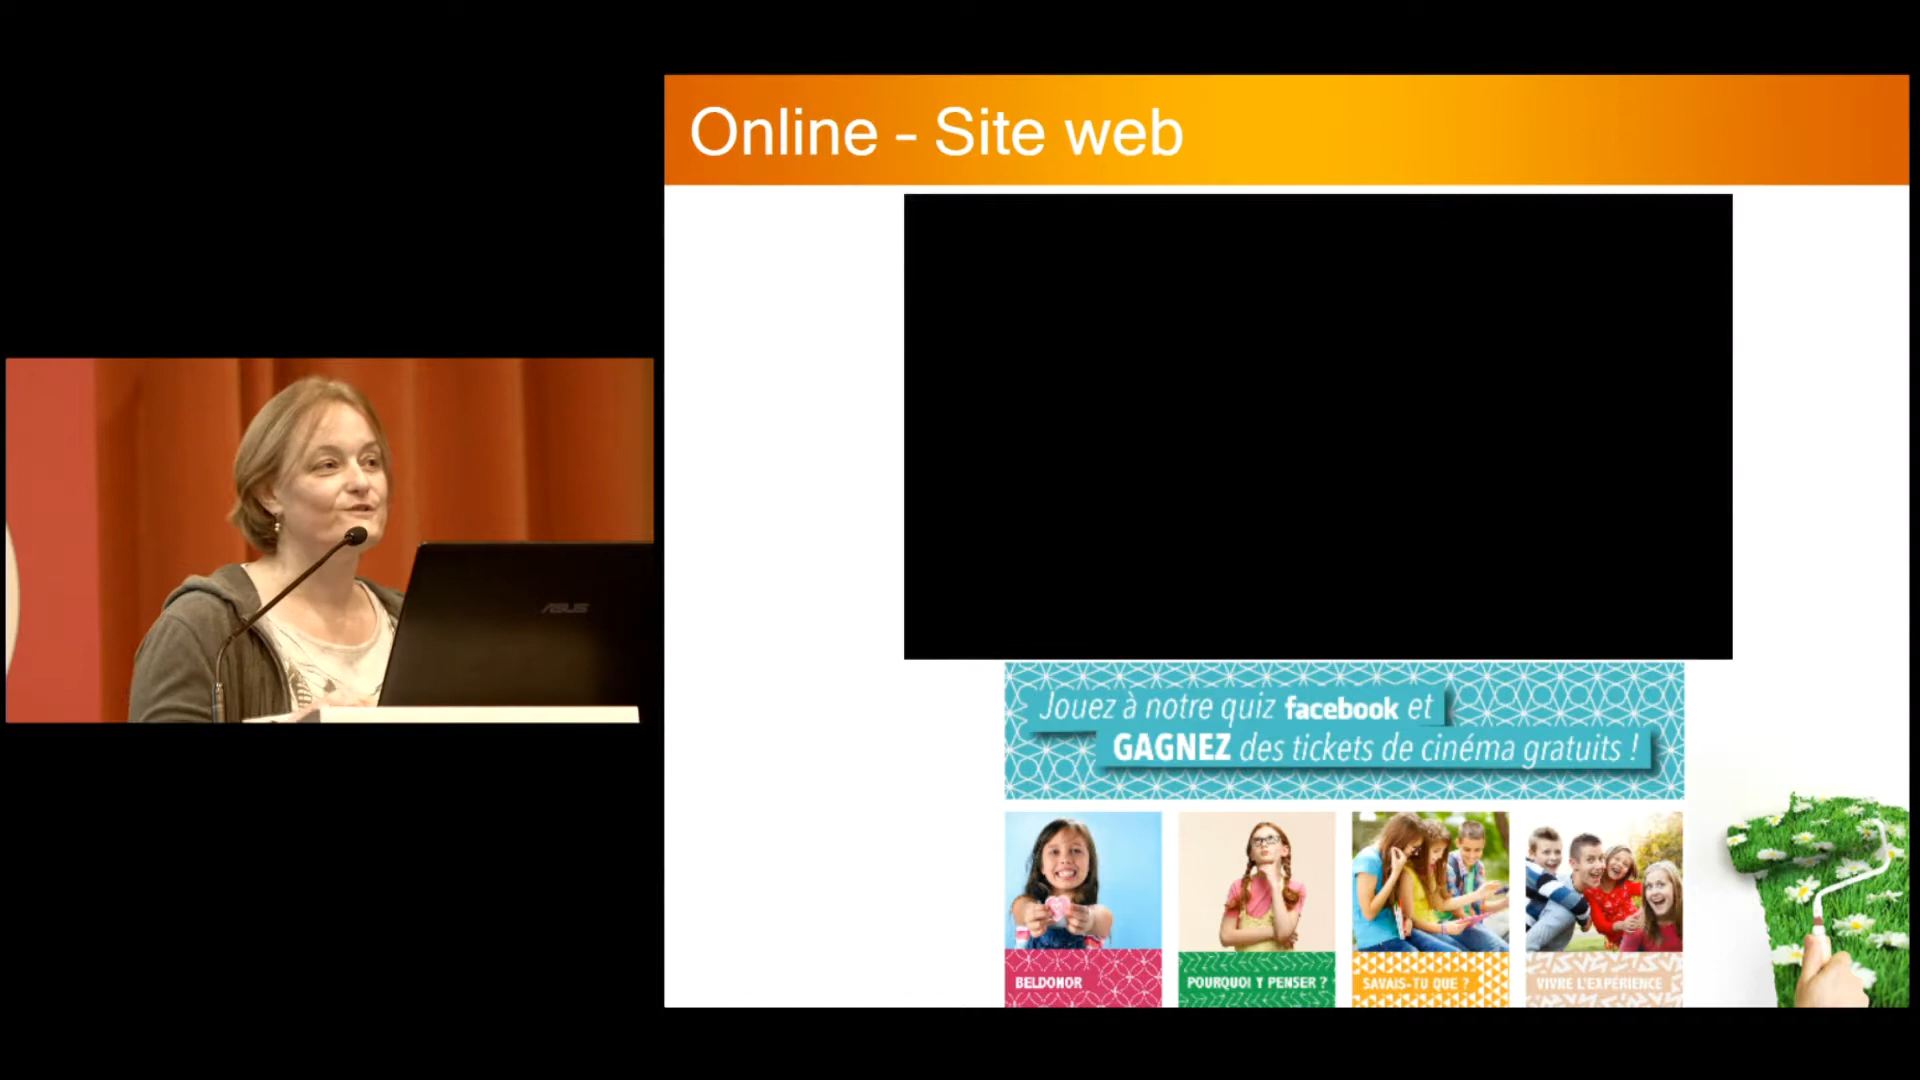 Online – Site web
ASUS
Jouez à notre quiz facebook et
GAGNEZ des tickets de cinéma gratuits !
BELDONOR
POURQUOI Y PENSER ?
SAVAIS-TU QUE ?
VIVRE L'EXPÉRIENCE